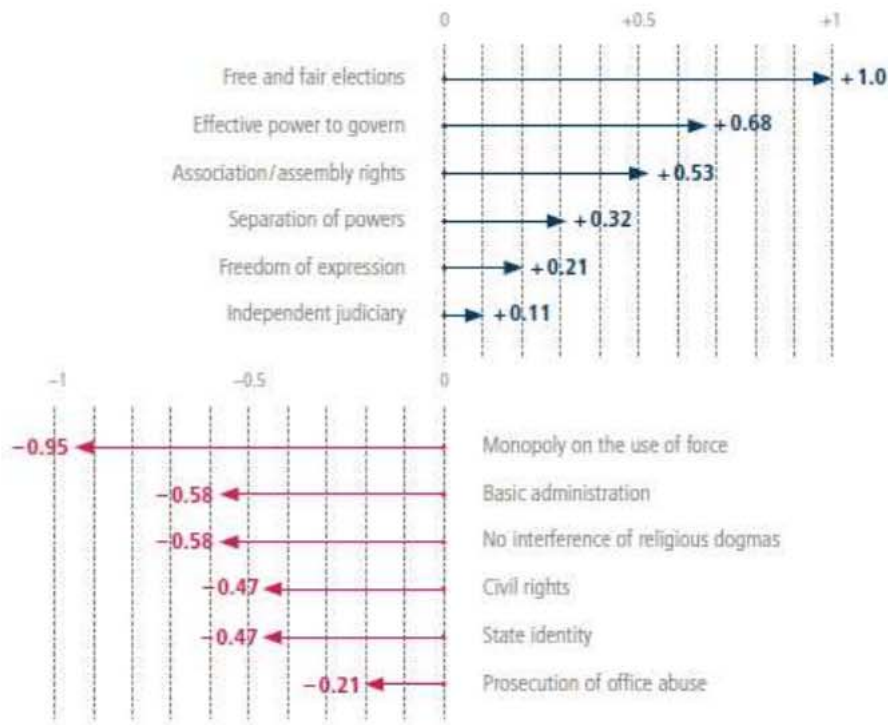 0 +0.5 +1
Free and fair elections +1.0
Effective power to govern +0.68
Association/assembly rights +0.53
Separation of powers +0.32
Freedom of expression +0.21
Independent judiciary +0.11
−1 −0.5 0
−0.95 Monopoly on the use of force
−0.58 Basic administration
−0.58 No interference of religious dogmas
−0.47 Civil rights
−0.47 State identity
−0.21 Prosecution of office abuse